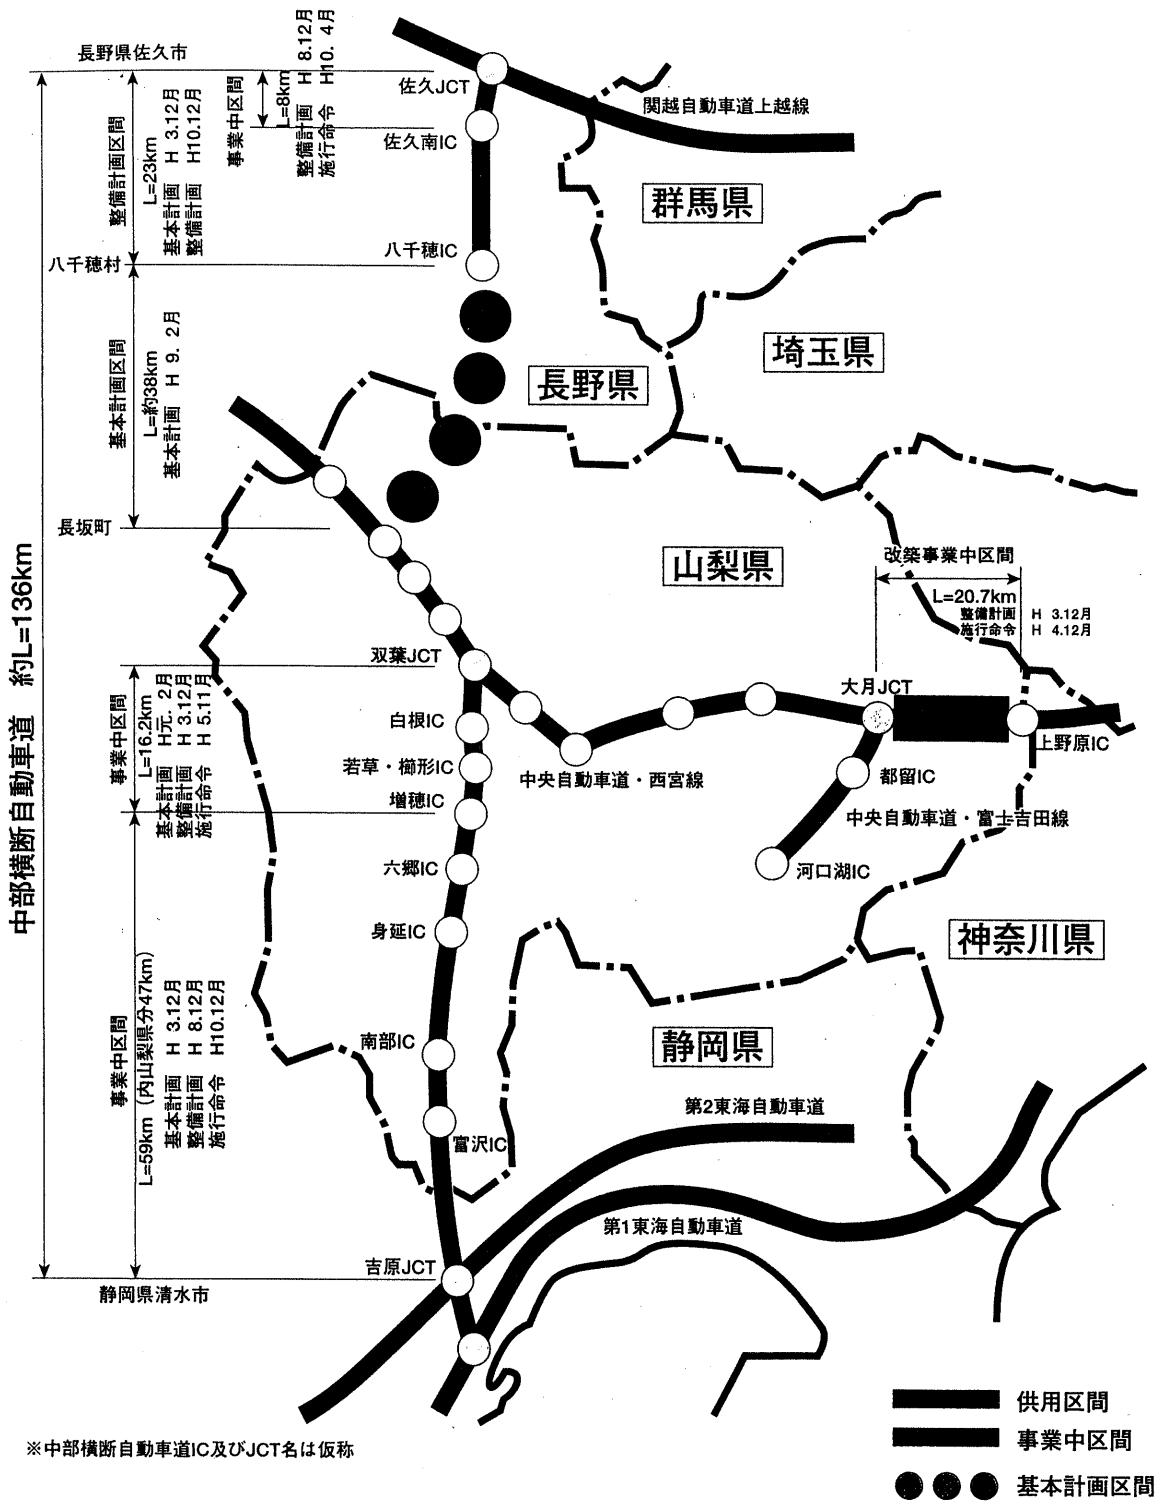 長野県佐久市
整備計画区間
L=23km
基本計画 H 3.12月
整備計画 H10.12月
事業中区間
L=8km
整備計画 H 8.12月
施行命令 H10. 4月
佐久JCT
関越自動車道上越線
佐久南IC
群馬県
八千穂村
八千穂IC
基本計画区間
L=約38km
基本計画 H 9. 2月
埼玉県
長野県
長坂町
中部横断自動車道 約L=136km
山梨県
改築事業中区間
L=20.7km
整備計画 H 3.12月
施行命令 H 4.12月
双葉JCT
大月JCT
事業中区間
L=16.2km
基本計画 H元. 2月
整備計画 H 3.12月
施行命令 H 5.11月
白根IC
上野原IC
若草・櫛形IC
中央自動車道・西宮線
都留IC
増穂IC
中央自動車道・富士吉田線
六郷IC
河口湖IC
身延IC
神奈川県
事業中区間
L=59km(内山梨県分47km)
基本計画 H 3.12月
整備計画 H 8.12月
施行命令 H10.12月
南部IC
静岡県
第2東海自動車道
富沢IC
第1東海自動車道
吉原JCT
静岡県清水市
供用区間
事業中区間
基本計画区間
※中部横断自動車道IC及びJCT名は仮称